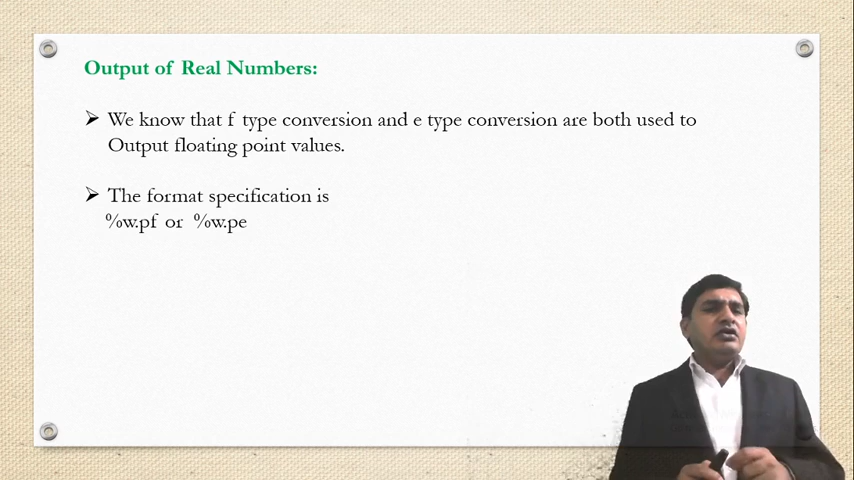 Output of Real Numbers:
We know that f type conversion and e type conversion are both used to
Output floating point values.
The format specification is
%w.pf or %w.pe